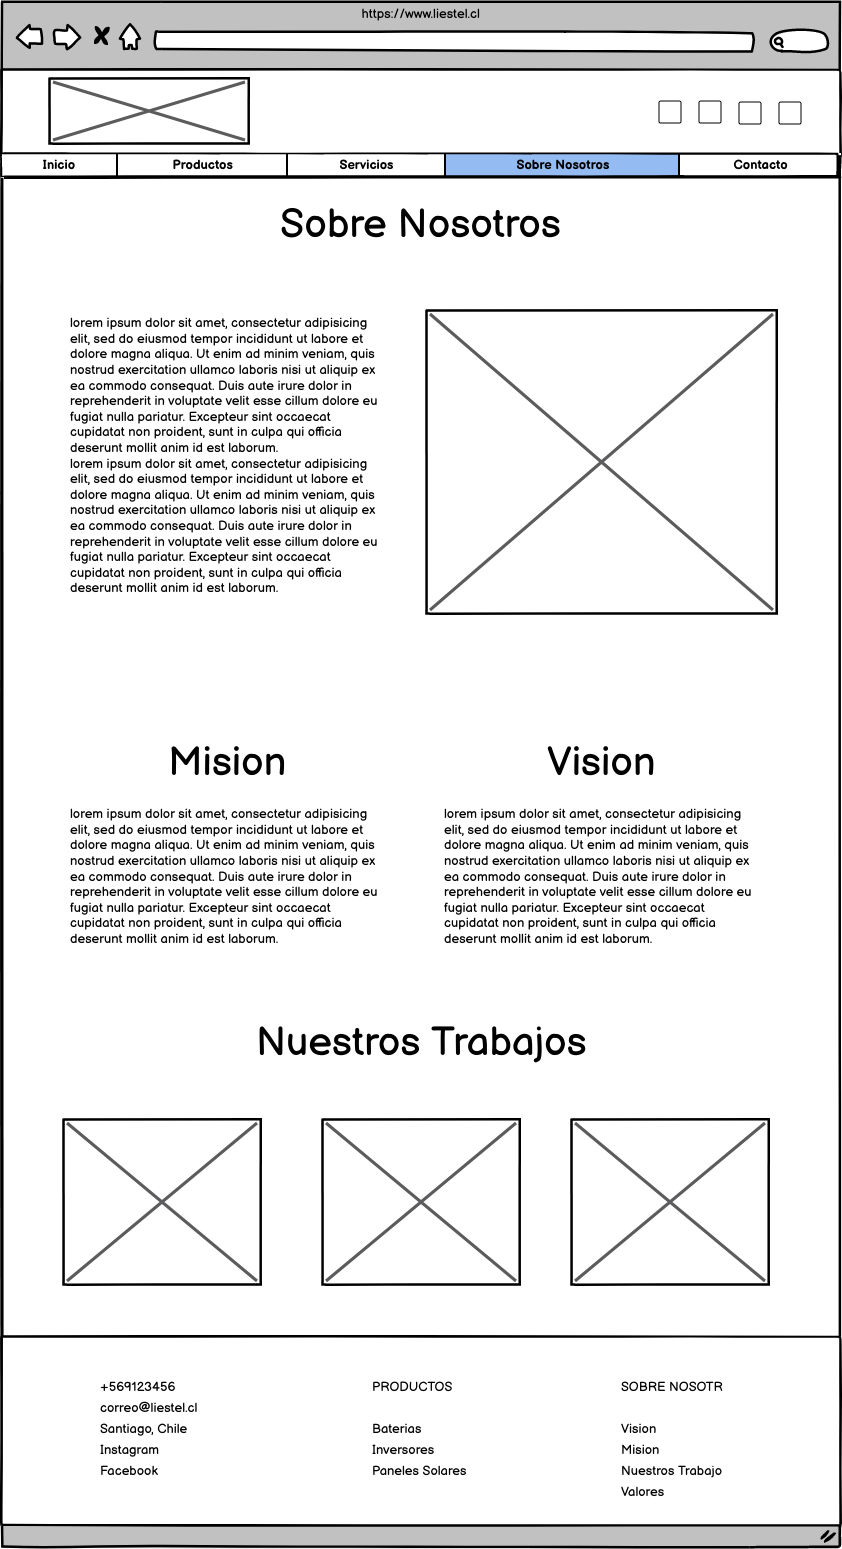 https://www.liestel.cl
Inicio Productos Servicios Sobre Nosotros Contacto
Sobre Nosotros
lorem ipsum dolor sit amet, consectetur adipisicing
elit, sed do eiusmod tempor incididunt ut labore et
dolore magna aliqua. Ut enim ad minim veniam, quis
nostrud exercitation ullamco laboris nisi ut aliquip ex
ea commodo consequat. Duis aute irure dolor in
reprehenderit in voluptate velit esse cillum dolore eu
fugiat nulla pariatur. Excepteur sint occaecat
cupidatat non proident, sunt in culpa qui officia
deserunt mollit anim id est laborum.
lorem ipsum dolor sit amet, consectetur adipisicing
elit, sed do eiusmod tempor incididunt ut labore et
dolore magna aliqua. Ut enim ad minim veniam, quis
nostrud exercitation ullamco laboris nisi ut aliquip ex
ea commodo consequat. Duis aute irure dolor in
reprehenderit in voluptate velit esse cillum dolore eu
fugiat nulla pariatur. Excepteur sint occaecat
cupidatat non proident, sunt in culpa qui officia
deserunt mollit anim id est laborum.
Mision
lorem ipsum dolor sit amet, consectetur adipisicing
elit, sed do eiusmod tempor incididunt ut labore et
dolore magna aliqua. Ut enim ad minim veniam, quis
nostrud exercitation ullamco laboris nisi ut aliquip ex
ea commodo consequat. Duis aute irure dolor in
reprehenderit in voluptate velit esse cillum dolore eu
fugiat nulla pariatur. Excepteur sint occaecat
cupidatat non proident, sunt in culpa qui officia
deserunt mollit anim id est laborum.
Vision
lorem ipsum dolor sit amet, consectetur adipisicing
elit, sed do eiusmod tempor incididunt ut labore et
dolore magna aliqua. Ut enim ad minim veniam, quis
nostrud exercitation ullamco laboris nisi ut aliquip ex
ea commodo consequat. Duis aute irure dolor in
reprehenderit in voluptate velit esse cillum dolore eu
fugiat nulla pariatur. Excepteur sint occaecat
cupidatat non proident, sunt in culpa qui officia
deserunt mollit anim id est laborum.
Nuestros Trabajos
+569123456
correo@liestel.cl
Santiago, Chile
Instagram
Facebook
PRODUCTOS
Baterias
Inversores
Paneles Solares
SOBRE NOSOTR
Vision
Mision
Nuestros Trabajo
Valores